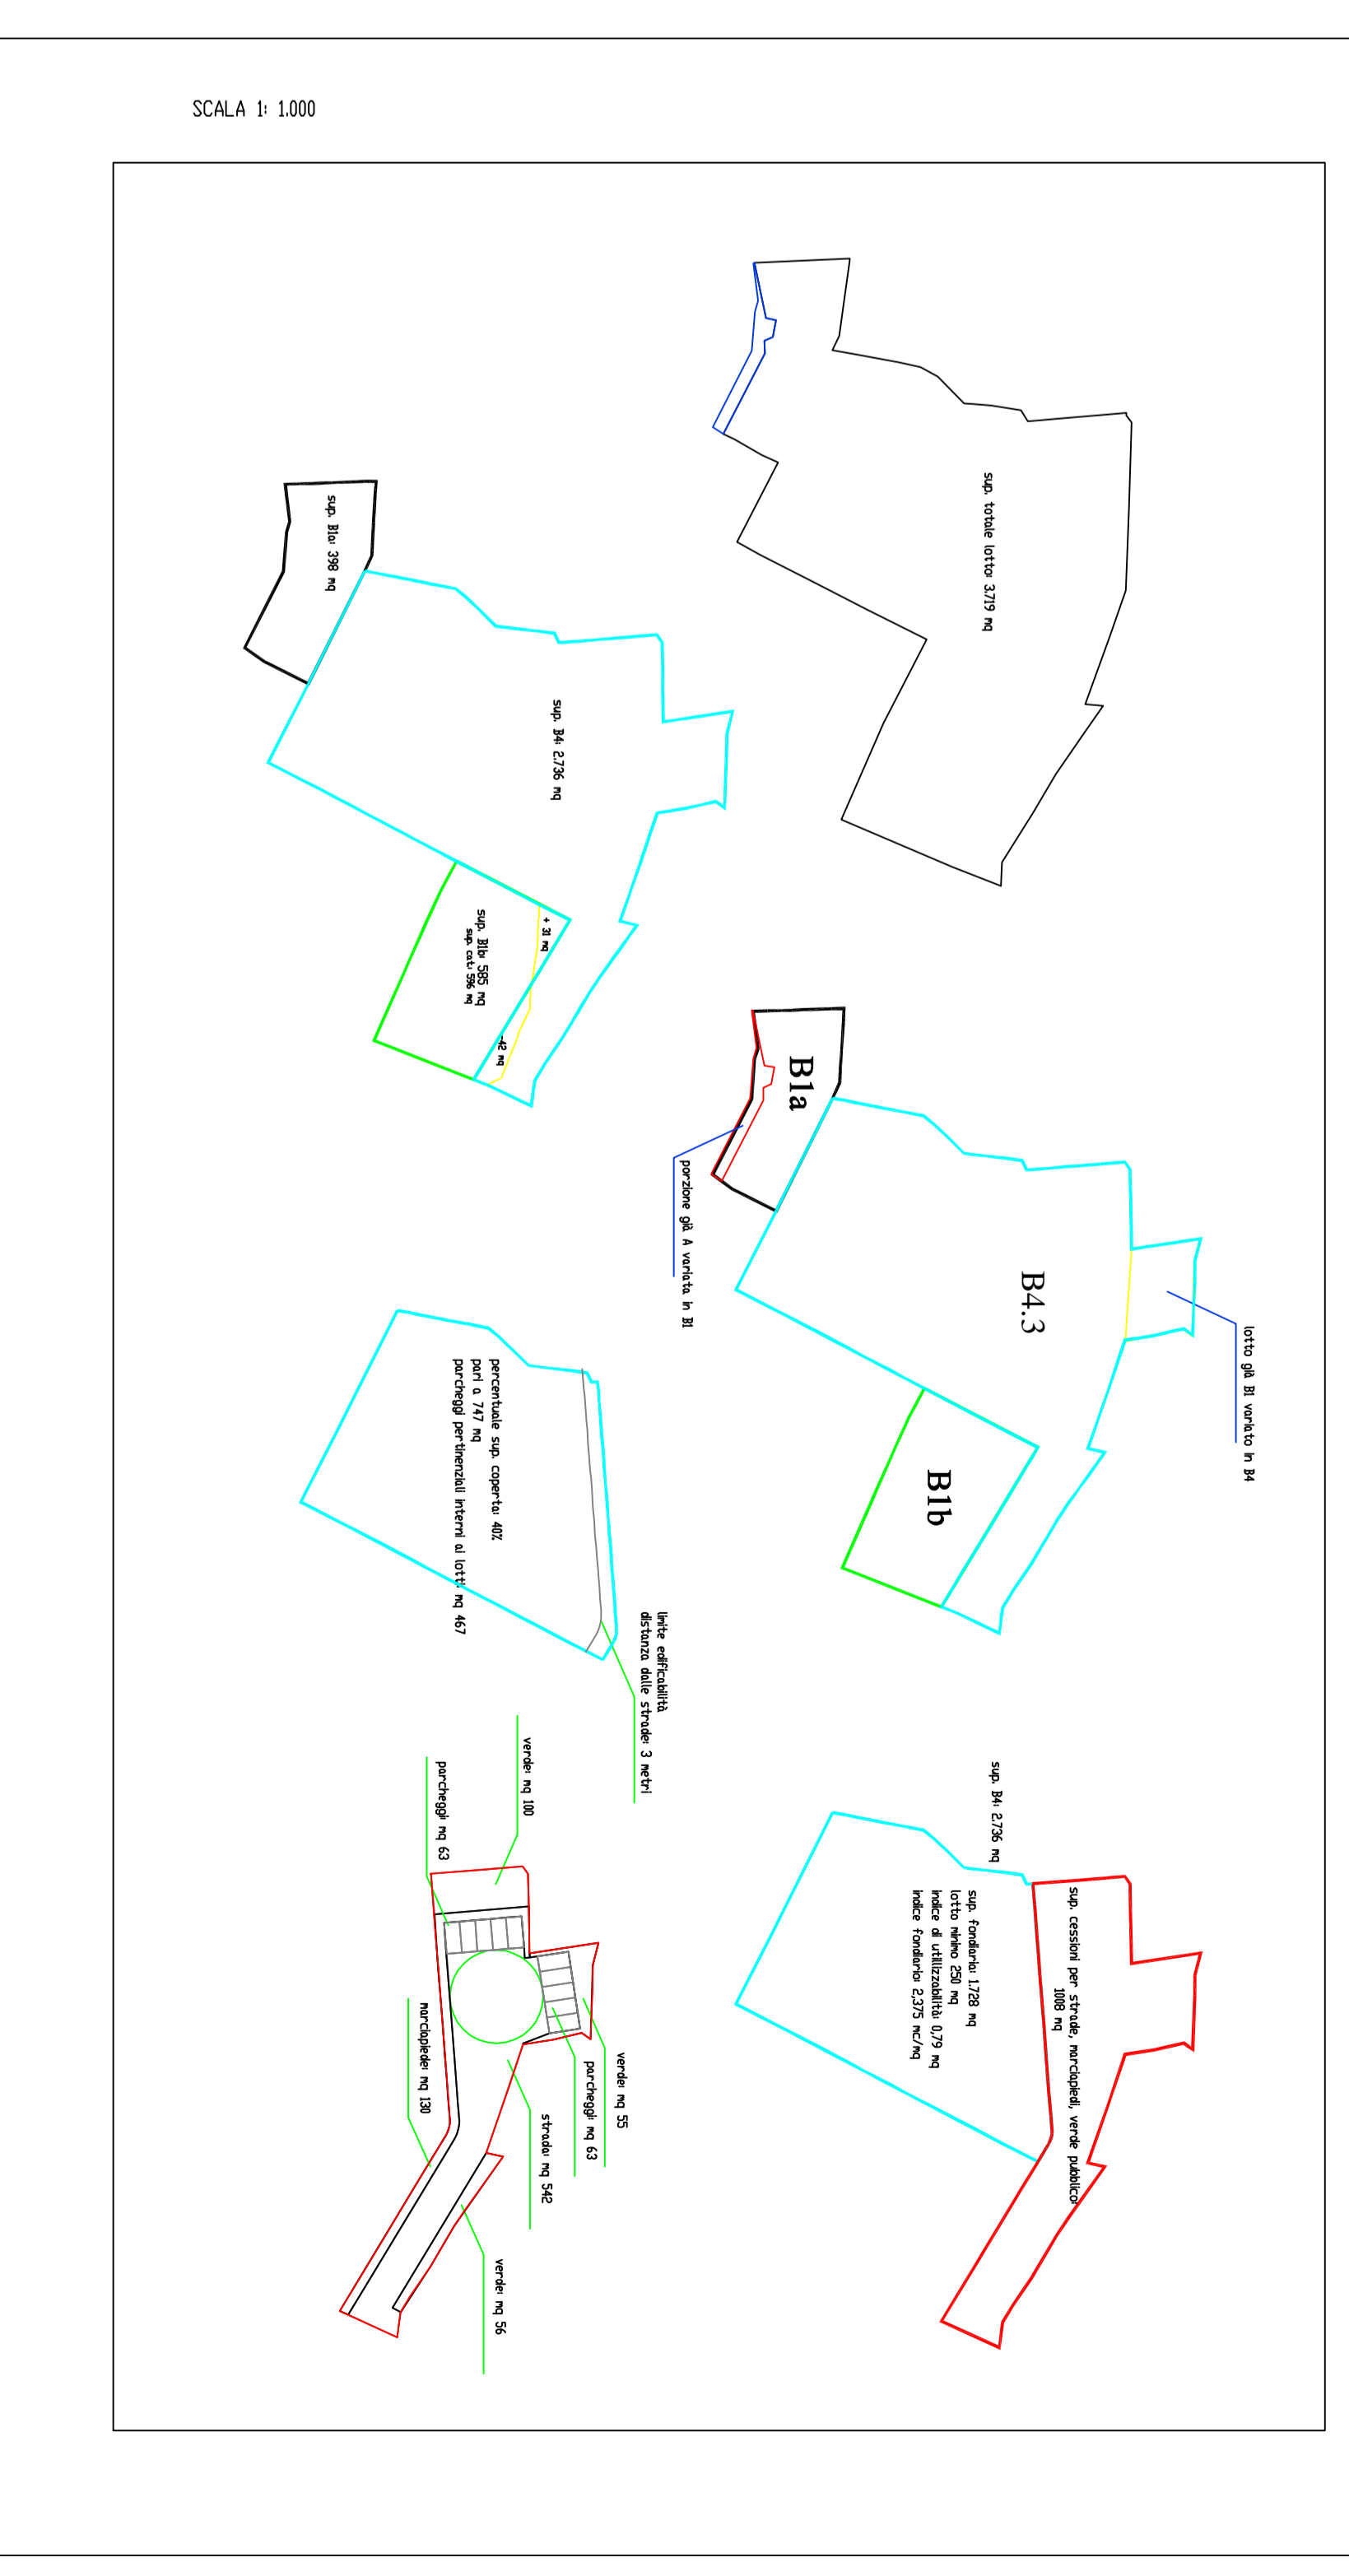 SCALA 1: 1.000
sup. totale lotto: 3.719 mq
sup. B1a: 398 mq
sup. B4: 2.736 mq
+ 31 mq
sup. B1b: 585 mq
sup. cat: 596 mq
-42 mq
B1a
porzione già A variata in B1
B4.3
lotto già B1 variato in B4
B1b
percentuale sup. coperta: 40%
pari a 747 mq
parcheggi pertinenziali interni ai lotti: mq 467
limite edificabilità
distanza dalle strade: 3 metri
sup. B4: 2.736 mq
sup. cessioni per strade, marciapiedi, verde pubblico:
1008 mq
sup. fondiaria: 1.728 mq
lotto minimo 250 mq
indice di utilizzabilità: 0,79 mq
indice fondiario: 2,375 mc/mq
verde: mq 100
parcheggi: mq 63
marciapiede: mq 130
verde: mq 55
parcheggi: mq 63
strada: mq 542
verde: mq 56